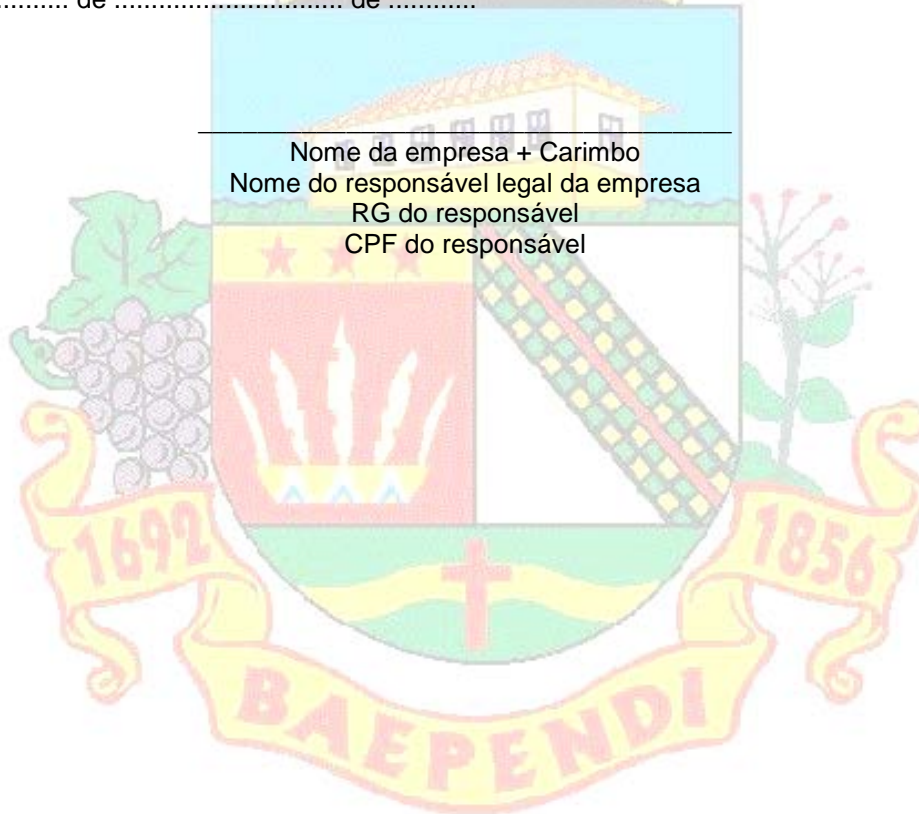 .......... de ............................... de ............
Nome da empresa + Carimbo
Nome do responsável legal da empresa
RG do responsável
CPF do responsável
1692
1856
BAEPENDI